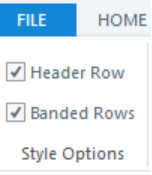 FILE HOME
Header Row
Banded Rows
Style Options